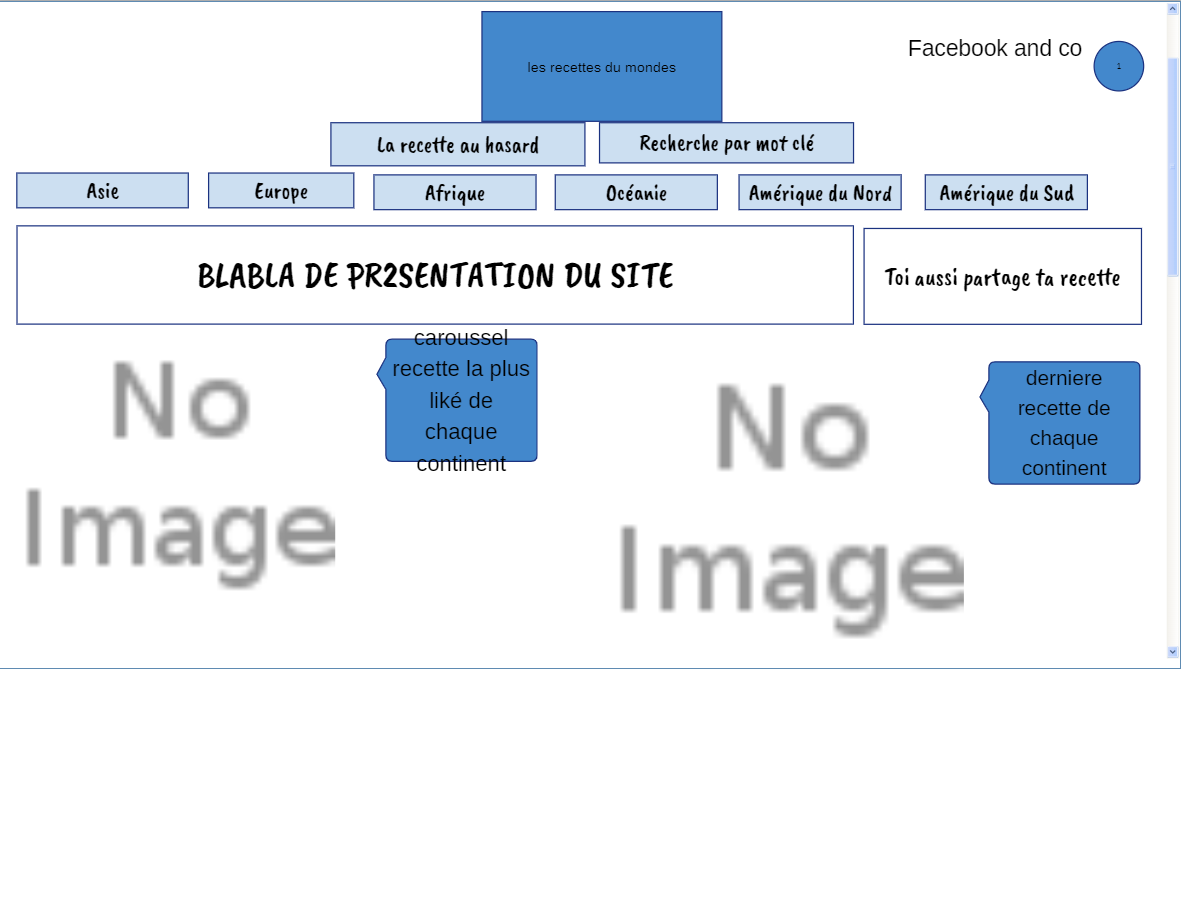 les recettes du mondes
Facebook and co
1
La recette au hasard
Recherche par mot clé
Asie
Europe
Afrique
Océanie
Amérique du Nord
Amérique du Sud
BLABLA DE PR2SENTATION DU SITE
Toi aussi partage ta recette
No
Image
caroussel
recette la plus
liké de
chaque
continent
No
Image
derniere
recette de
chaque
continent